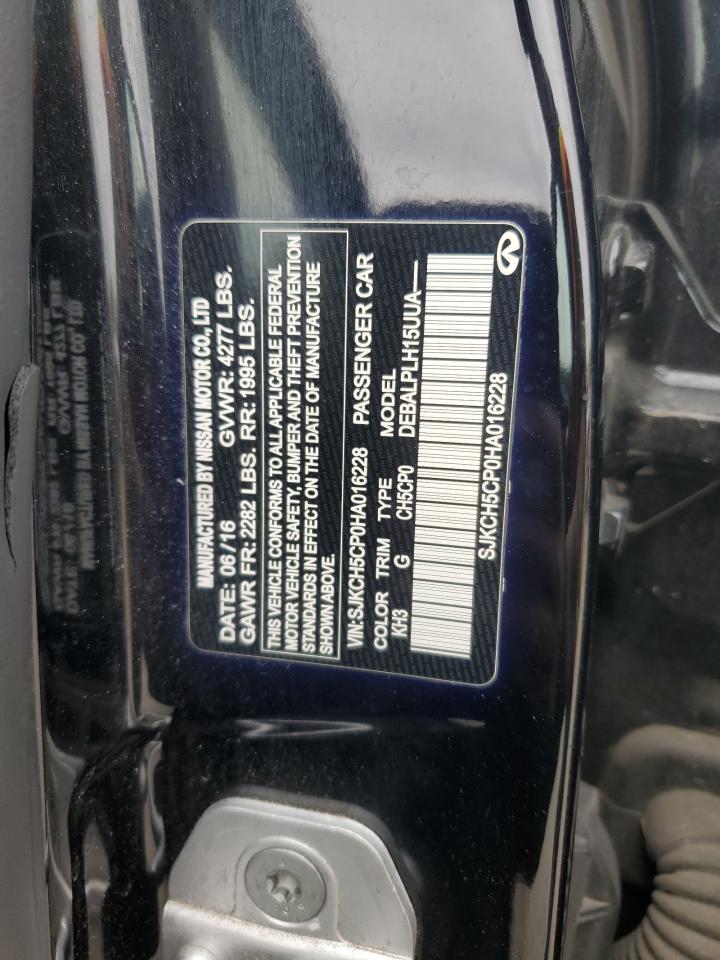 MANUFACTURED BY NISSAN MOTOR CO., LTD
DATE: 06/16 GVWR: 4277 LBS.
GAWR FR: 2282 LBS. RR: 1995 LBS.
THIS VEHICLE CONFORMS TO ALL APPLICABLE FEDERAL
MOTOR VEHICLE SAFETY, BUMPER AND THEFT PREVENTION
STANDARDS IN EFFECT ON THE DATE OF MANUFACTURE
SHOWN ABOVE.
VIN:SJKCH5CP0HA016228 PASSENGER CAR
COLOR TRIM TYPE MODEL
KH3 G CH5CP0 DEBALPLH15UUA—
SJKCH5CP0HA016228